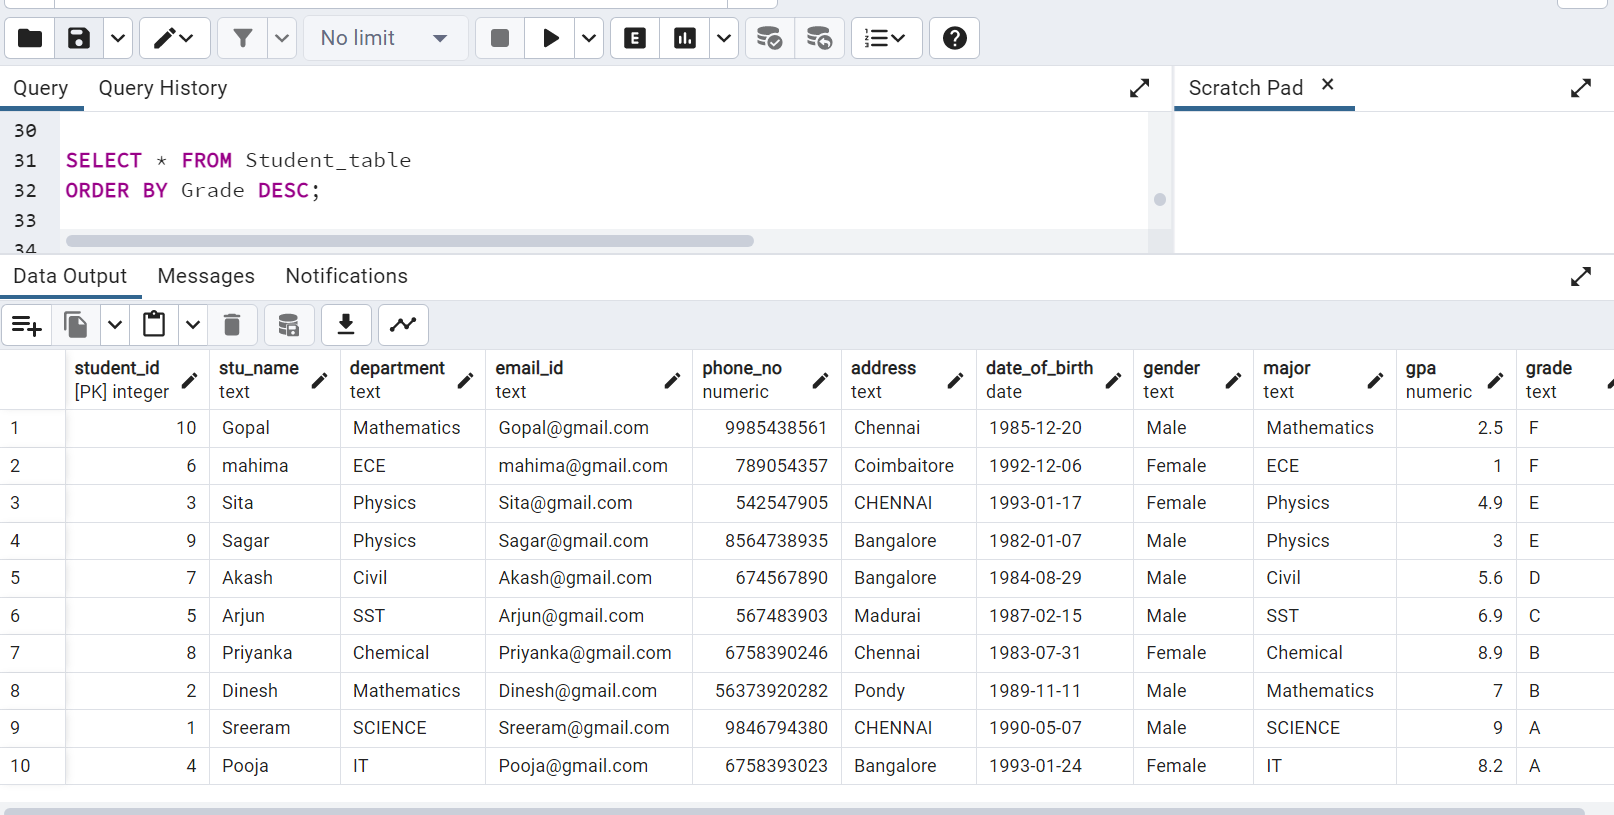 No limit
E
Query Query History
Scratch Pad
30
31 SELECT * FROM Student_table
32 ORDER BY Grade DESC;
33
34
Data Output Messages Notifications
student_id stu_name department email_id phone_no address date_of_birth gender major gpa grade
[PK] integer text text text numeric text date text text numeric text
1 10 Gopal Mathematics Gopal@gmail.com 9985438561 Chennai 1985-12-20 Male Mathematics 2.5 F
2 6 mahima ECE mahima@gmail.com 789054357 Coimbaitore 1992-12-06 Female ECE 1 F
3 3 Sita Physics Sita@gmail.com 542547905 CHENNAI 1993-01-17 Female Physics 4.9 E
4 9 Sagar Physics Sagar@gmail.com 8564738935 Bangalore 1982-01-07 Male Physics 3 E
5 7 Akash Civil Akash@gmail.com 674567890 Bangalore 1984-08-29 Male Civil 5.6 D
6 5 Arjun SST Arjun@gmail.com 567483903 Madurai 1987-02-15 Male SST 6.9 C
7 8 Priyanka Chemical Priyanka@gmail.com 6758390246 Chennai 1983-07-31 Female Chemical 8.9 B
8 2 Dinesh Mathematics Dinesh@gmail.com 56373920282 Pondy 1989-11-11 Male Mathematics 7 B
9 1 Sreeram SCIENCE Sreeram@gmail.com 9846794380 CHENNAI 1990-05-07 Male SCIENCE 9 A
10 4 Pooja IT Pooja@gmail.com 6758393023 Bangalore 1993-01-24 Female IT 8.2 A